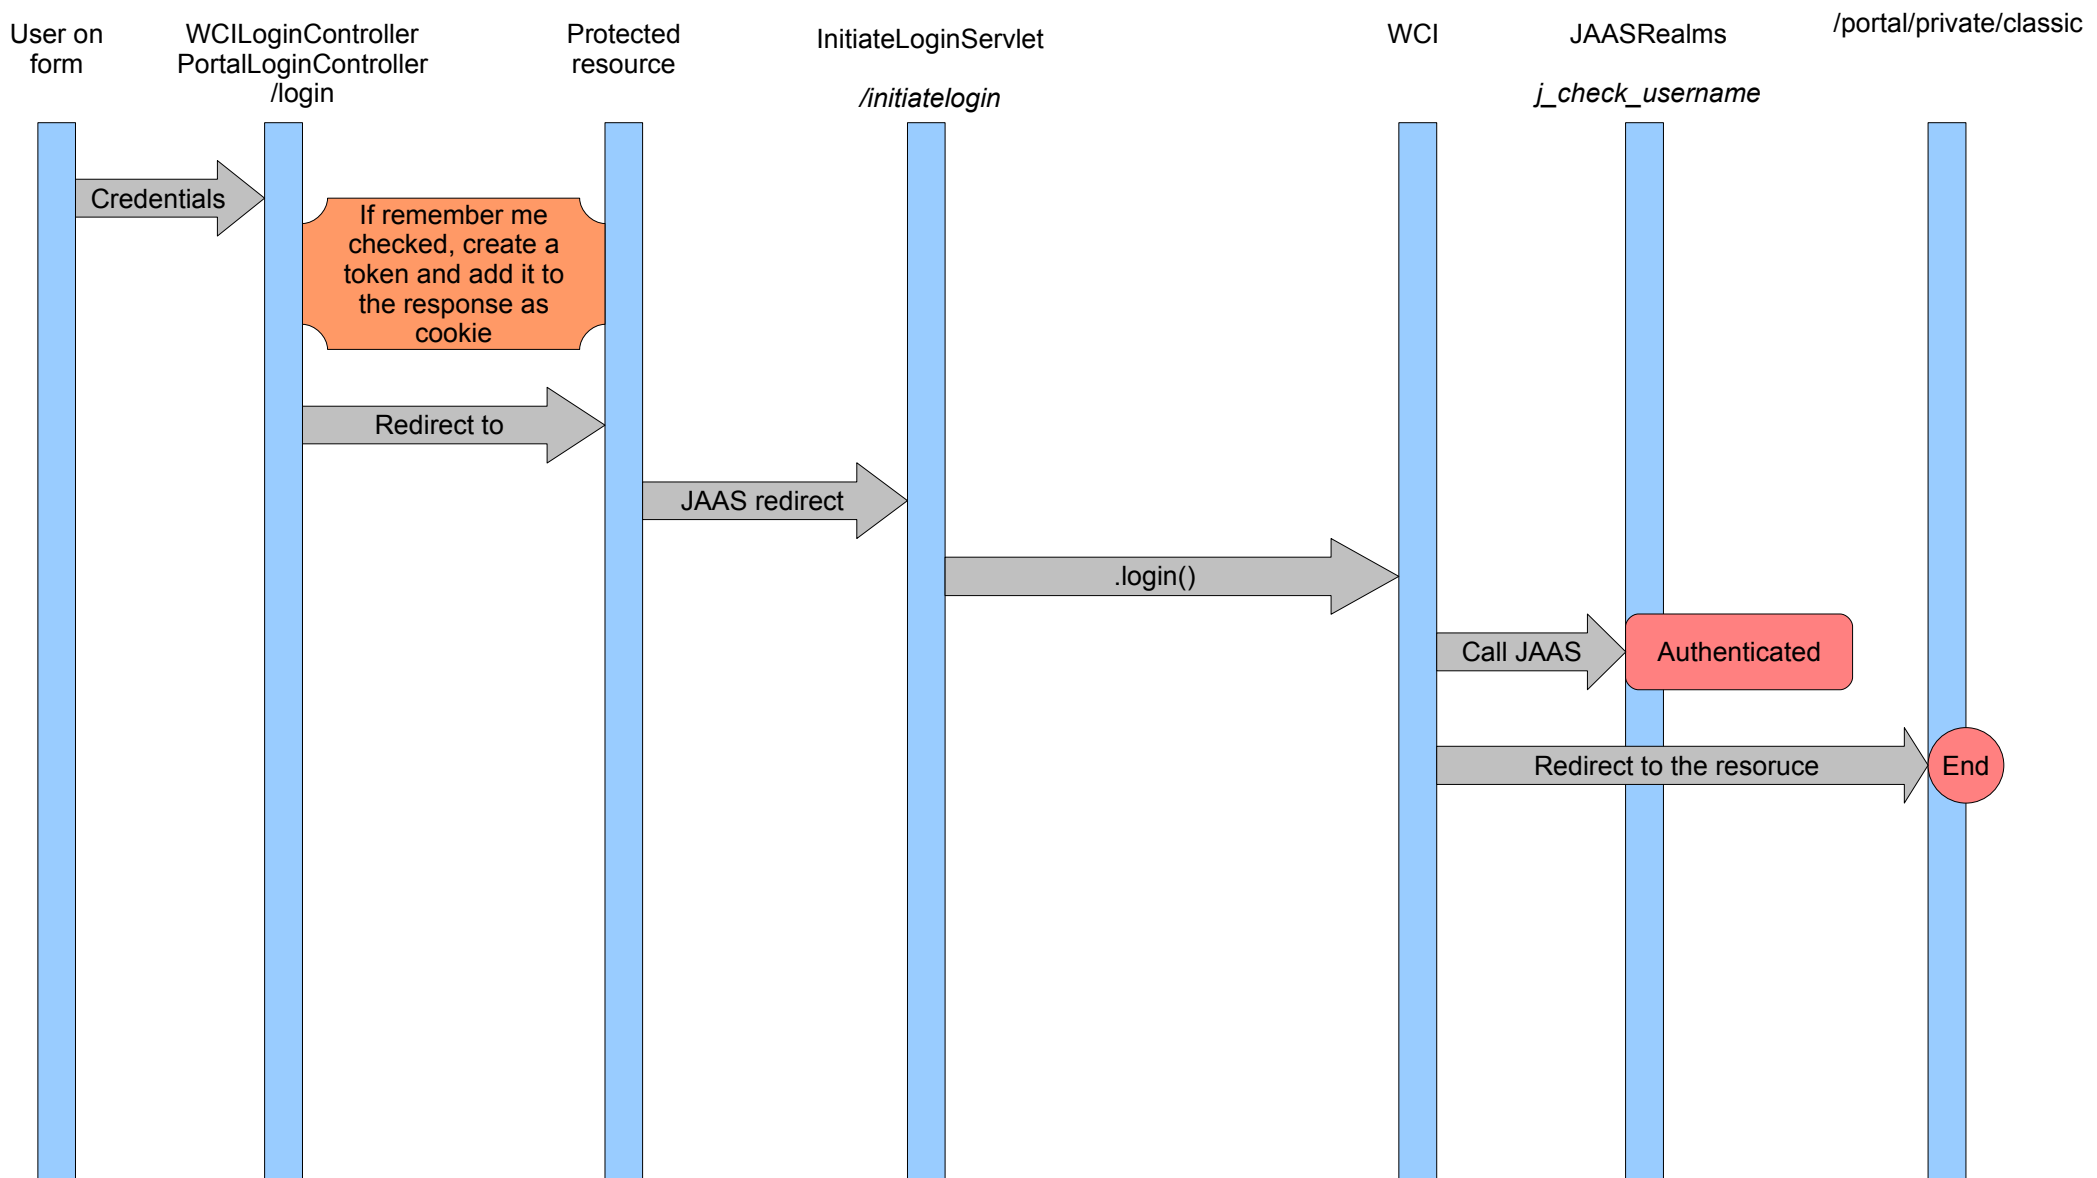 User on
form
WCILoginController
PortalLoginController
/login
Protected
resource
InitiateLoginServlet
/initiatelogin
WCI
JAASRealms
j_check_username
/portal/private/classic
Credentials
If remember me
checked, create a
token and add it to
the response as
cookie
Redirect to
JAAS redirect
.login()
Call JAAS
Authenticated
Redirect to the resoruce
End